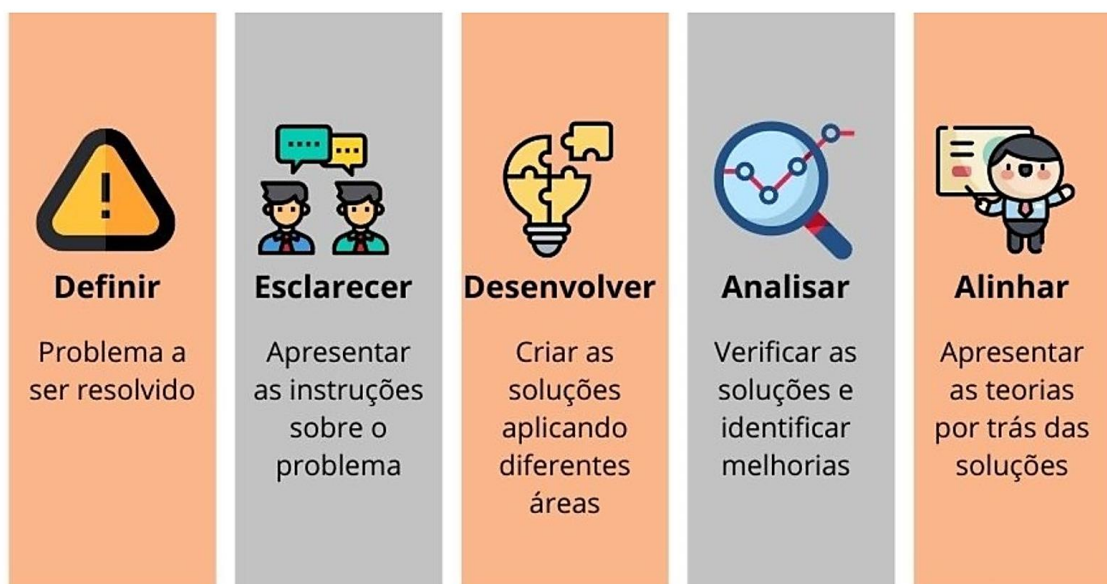 Definir
Problema a
ser resolvido
Esclarecer
Apresentar
as instruções
sobre o
problema
Desenvolver
Criar as
soluções
aplicando
diferentes
áreas
Analisar
Verificar as
soluções e
identificar
melhorias
Alinhar
Apresentar
as teorias
por trás das
soluções